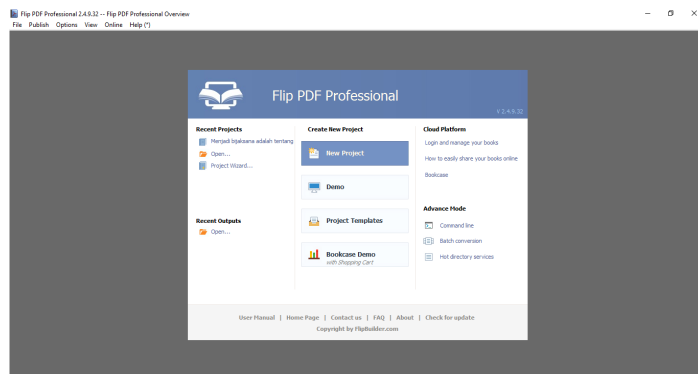 Flip PDF Professional 2.4.9.32 -- Flip PDF Professional Overview
File Publish Options View Online Help (*)
Flip PDF Professional
V 2.4.9.32
Recent Projects
Menjadi bijaksana adalah tentang
Open...
Project Wizard...
Recent Outputs
Open...
Create New Project
New Project
Demo
Project Templates
Bookcase Demo
with Shopping Cart
Cloud Platform
Login and manage your books
How to easily share your books online
Bookcase
Advance Mode
Command line
Batch conversion
Hot directory services
User Manual | Home Page | Contact us | FAQ | About | Check for update
Copyright by FlipBuilder.com